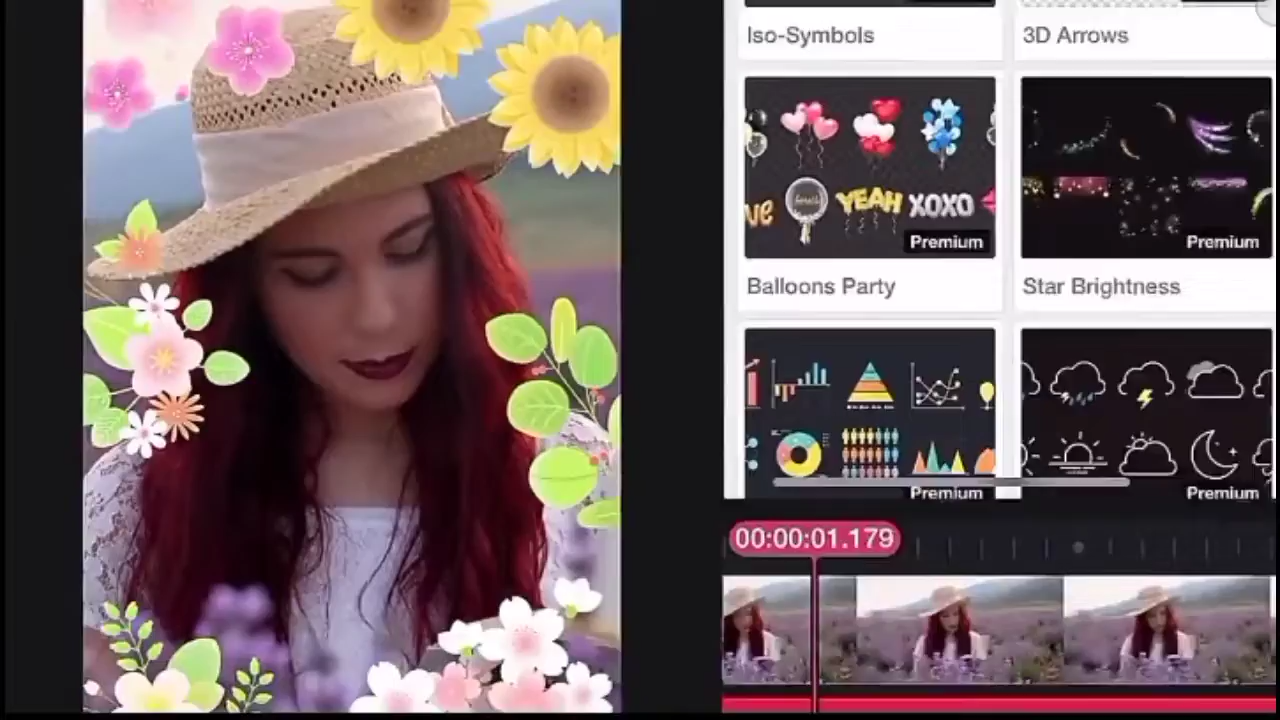 Iso-Symbols
3D Arrows
YEAH
XOXO
Premium
Premium
Balloons Party
Star Brightness
Premium
Premium
00:00:01.179